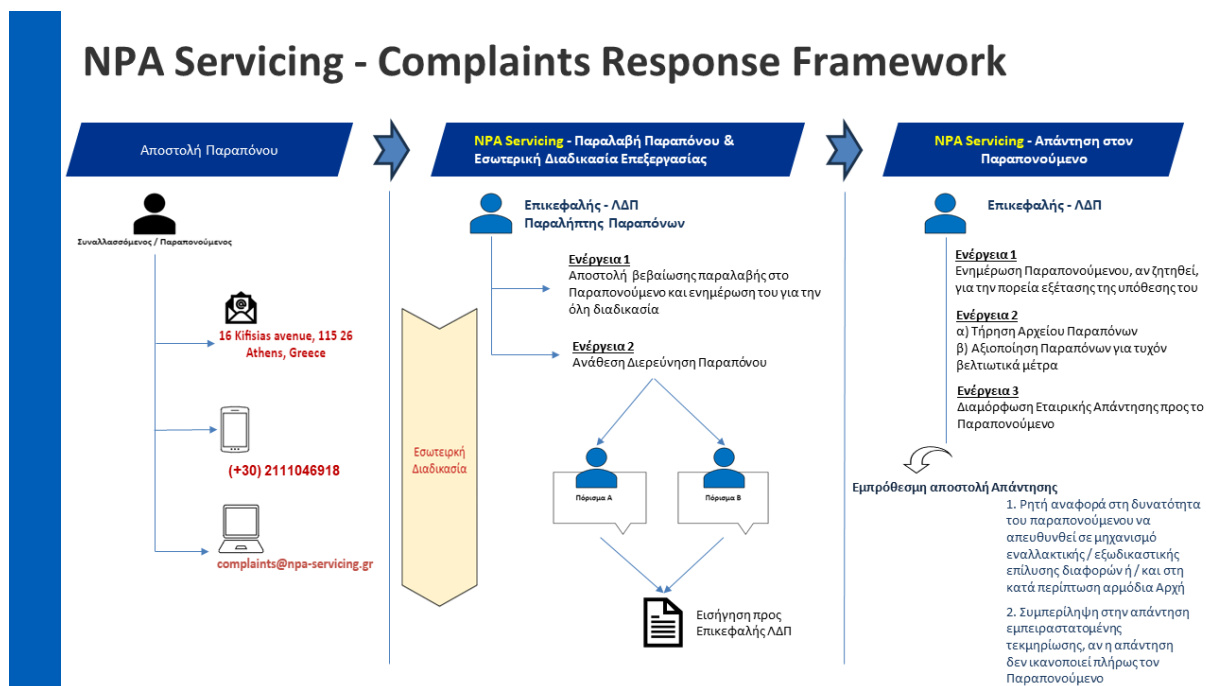 NPA Servicing - Complaints Response Framework
Αποστολή Παραπόνου
Συναλλασσόμενος / Παραπονούμενος
16 Kifisias avenue, 115 26
Athens, Greece
(+30) 2111046918
complaints@npa-servicing.gr
NPA Servicing - Παραλαβή Παραπόνου &
Εσωτερική Διαδικασία Επεξεργασίας
Επικεφαλής - ΛΔΠ
Παραλήπτης Παραπόνων
Ενέργεια 1
Αποστολή βεβαίωσης παραλαβής στο
Παραπονούμενο και ενημέρωση του για την
όλη διαδικασία
Ενέργεια 2
Ανάθεση Διερεύνηση Παραπόνου
Εσωτειρκή
Διαδικασία
Πόρισμα Α
Πόρισμα Β
Εισήγηση προς
Επικεφαλής ΛΔΠ
NPA Servicing - Απάντηση στον
Παραπονούμενο
Επικεφαλής - ΛΔΠ
Ενέργεια 1
Ενημέρωση Παραπονούμενου, αν ζητηθεί,
για την πορεία εξέτασης της υπόθεσης του
Ενέργεια 2
α) Τήρηση Αρχείου Παραπόνων
β) Αξιοποίηση Παραπόνων για τυχόν
βελτιωτικά μέτρα
Ενέργεια 3
Διαμόρφωση Εταιρικής Απάντησης προς το
Παραπονούμενο
Εμπρόθεσμη αποστολή Απάντησης
1. Ρητή αναφορά στη δυνατότητα
του παραπονούμενου να
απευθυνθεί σε μηχανισμό
εναλλακτικής / εξωδικαστικής
επίλυσης διαφορών ή / και στη
κατά περίπτωση αρμόδια Αρχή
2. Συμπερίληψη στην απάντηση
εμπειραστατομένης
τεκμηρίωσης, αν η απάντηση
δεν ικανοποιεί πλήρως τον
Παραπονούμενο